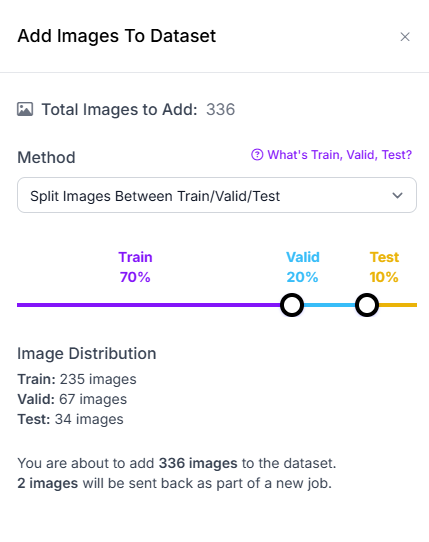 Add Images To Dataset
Total Images to Add: 336
Method
What's Train, Valid, Test?
Split Images Between Train/Valid/Test
Train Valid Test
70% 20% 10%
Image Distribution
Train: 235 images
Valid: 67 images
Test: 34 images
You are about to add 336 images to the dataset.
2 images will be sent back as part of a new job.